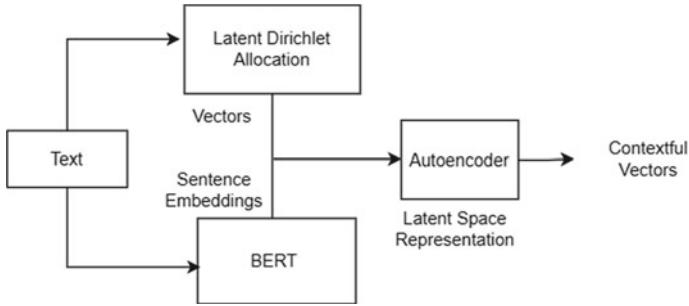 Latent Dirichlet
Allocation
Vectors
Text
Sentence
Embeddings
BERT
Autoencoder
Latent Space
Representation
Contextful
Vectors